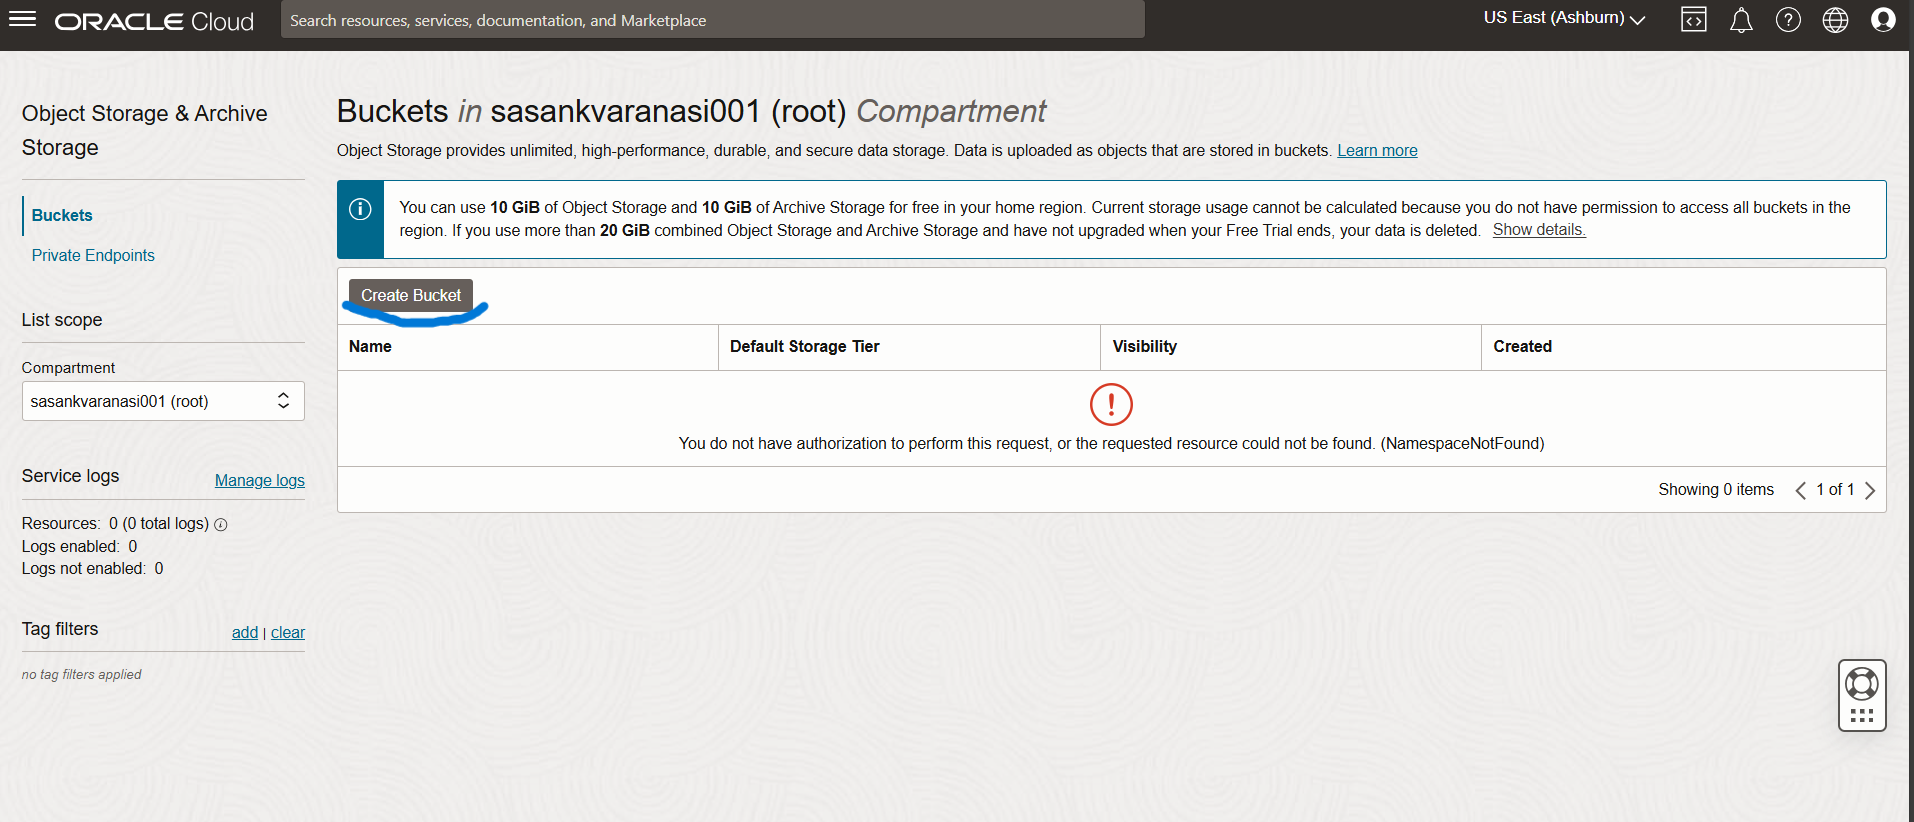 ORACLE Cloud
Search resources, services, documentation, and Marketplace
US East (Ashburn)
Object Storage & Archive
Storage
Buckets
Private Endpoints
List scope
Compartment
sasankvaranasi001 (root)
Service logs
Manage logs
Resources: 0 (0 total logs)
Logs enabled: 0
Logs not enabled: 0
Tag filters
add | clear
no tag filters applied
Buckets in sasankvaranasi001 (root) Compartment
Object Storage provides unlimited, high-performance, durable, and secure data storage. Data is uploaded as objects that are stored in buckets. Learn more
You can use 10 GiB of Object Storage and 10 GiB of Archive Storage for free in your home region. Current storage usage cannot be calculated because you do not have permission to access all buckets in the
region. If you use more than 20 GiB combined Object Storage and Archive Storage and have not upgraded when your Free Trial ends, your data is deleted. Show details.
Create Bucket
Name Default Storage Tier Visibility Created
You do not have authorization to perform this request, or the requested resource could not be found. (NamespaceNotFound)
Showing 0 items 1 of 1